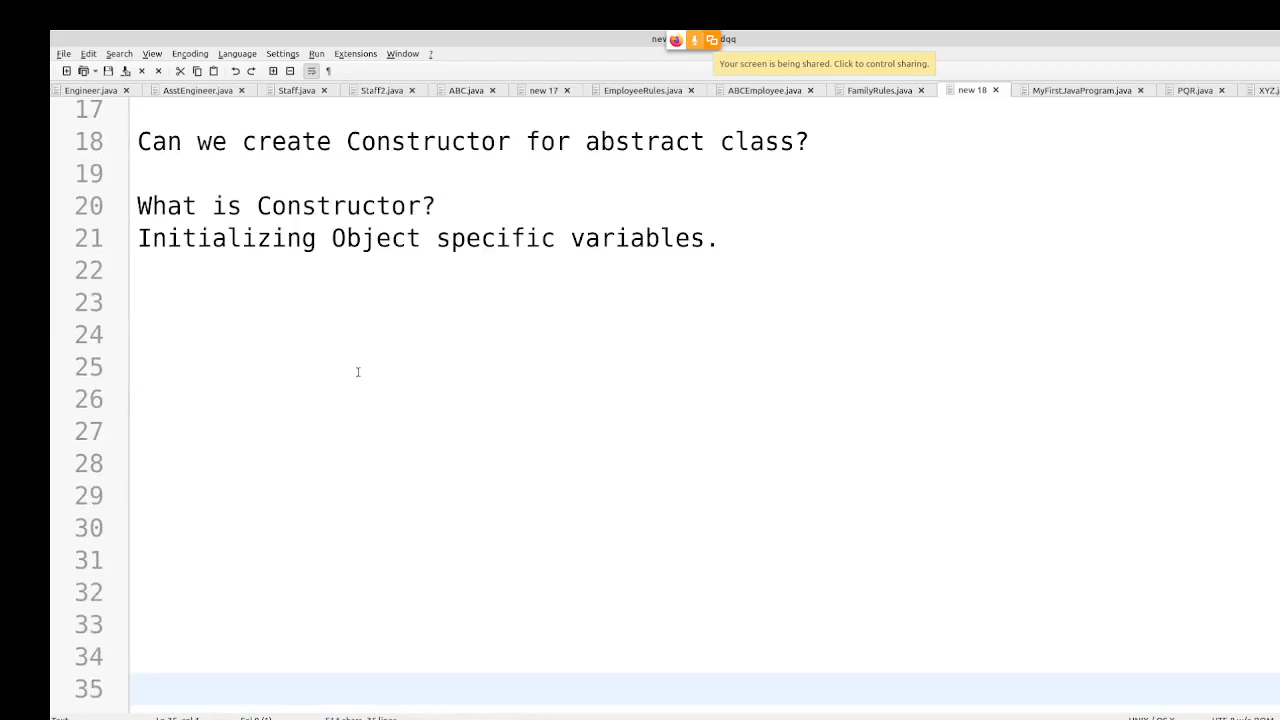 new dqq
File Edit Search View Encoding Language Settings Run Extensions Window ?
Your screen is being shared. Click to control sharing.
Engineer.java AsstEngineer.java Staff.java Staff2.java ABC.java new 17 EmployeeRules.java ABCEmployee.java FamilyRules.java new 18 MyFirstJavaProgram.java PQR.java XYZ.j
17
18 Can we create Constructor for abstract class?
19
20 What is Constructor?
21 Initializing Object specific variables.
22
23
24
25
26
27
28
29
30
31
32
33
34
35